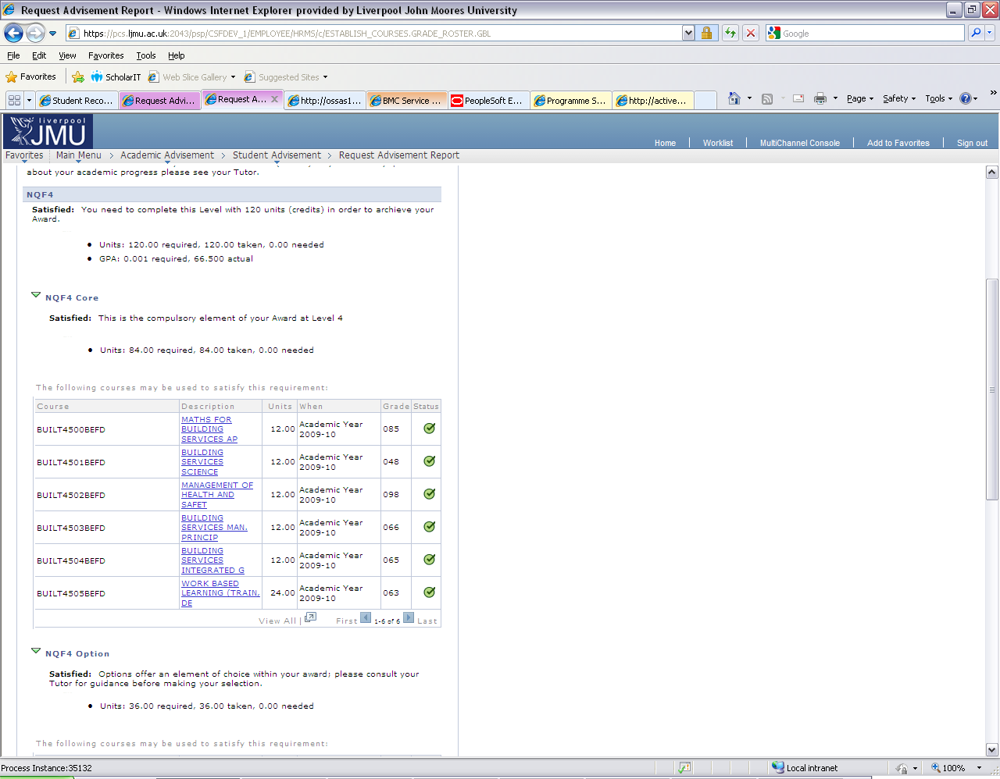 Request Advisement Report - Windows Internet Explorer provided by Liverpool John Moores University
https://pcs.ljmu.ac.uk:2043/psp/CSFDEV_1/EMPLOYEE/HRMS/c/ESTABLISH_COURSES.GRADE_ROSTER.GBL
Google
File Edit View Favorites Tools Help
Favorites ScholarIT Web Slice Gallery Suggested Sites
Student Reco... Request Advi... Request A... X http://ossas1... BMC Service ... PeopleSoft E... Programme S... http://active... Page Safety Tools
liverpool
JMU
Home Worklist MultiChannel Console Add to Favorites Sign out
Favorites Main Menu > Academic Advisement > Student Advisement > Request Advisement Report
about your academic progress please see your Tutor.
NQF4
Satisfied: You need to complete this Level with 120 units (credits) in order to archieve your
Award.
• Units: 120.00 required, 120.00 taken, 0.00 needed
• GPA: 0.001 required, 66.500 actual
NQF4 Core
Satisfied: This is the compulsory element of your Award at Level 4
• Units: 84.00 required, 84.00 taken, 0.00 needed
The following courses may be used to satisfy this requirement:
Course Description Units When Grade Status
BUILT4500BEFD MATHS FOR BUILDING SERVICES AP 12.00 Academic Year 2009-10 085
BUILT4501BEFD BUILDING SERVICES SCIENCE 12.00 Academic Year 2009-10 048
BUILT4502BEFD MANAGEMENT OF HEALTH AND SAFET 12.00 Academic Year 2009-10 098
BUILT4503BEFD BUILDING SERVICES MAN. PRINCIP 12.00 Academic Year 2009-10 066
BUILT4504BEFD BUILDING SERVICES INTEGRATED G 12.00 Academic Year 2009-10 065
BUILT4505BEFD WORK BASED LEARNING (TRAIN, DE 24.00 Academic Year 2009-10 063
View All | First 1-6 of 6 Last
NQF4 Option
Satisfied: Options offer an element of choice within your award; please consult your
Tutor for guidance before making your selection.
• Units: 36.00 required, 36.00 taken, 0.00 needed
The following courses may be used to satisfy this requirement:
Process Instance:35132 Local intranet 100%